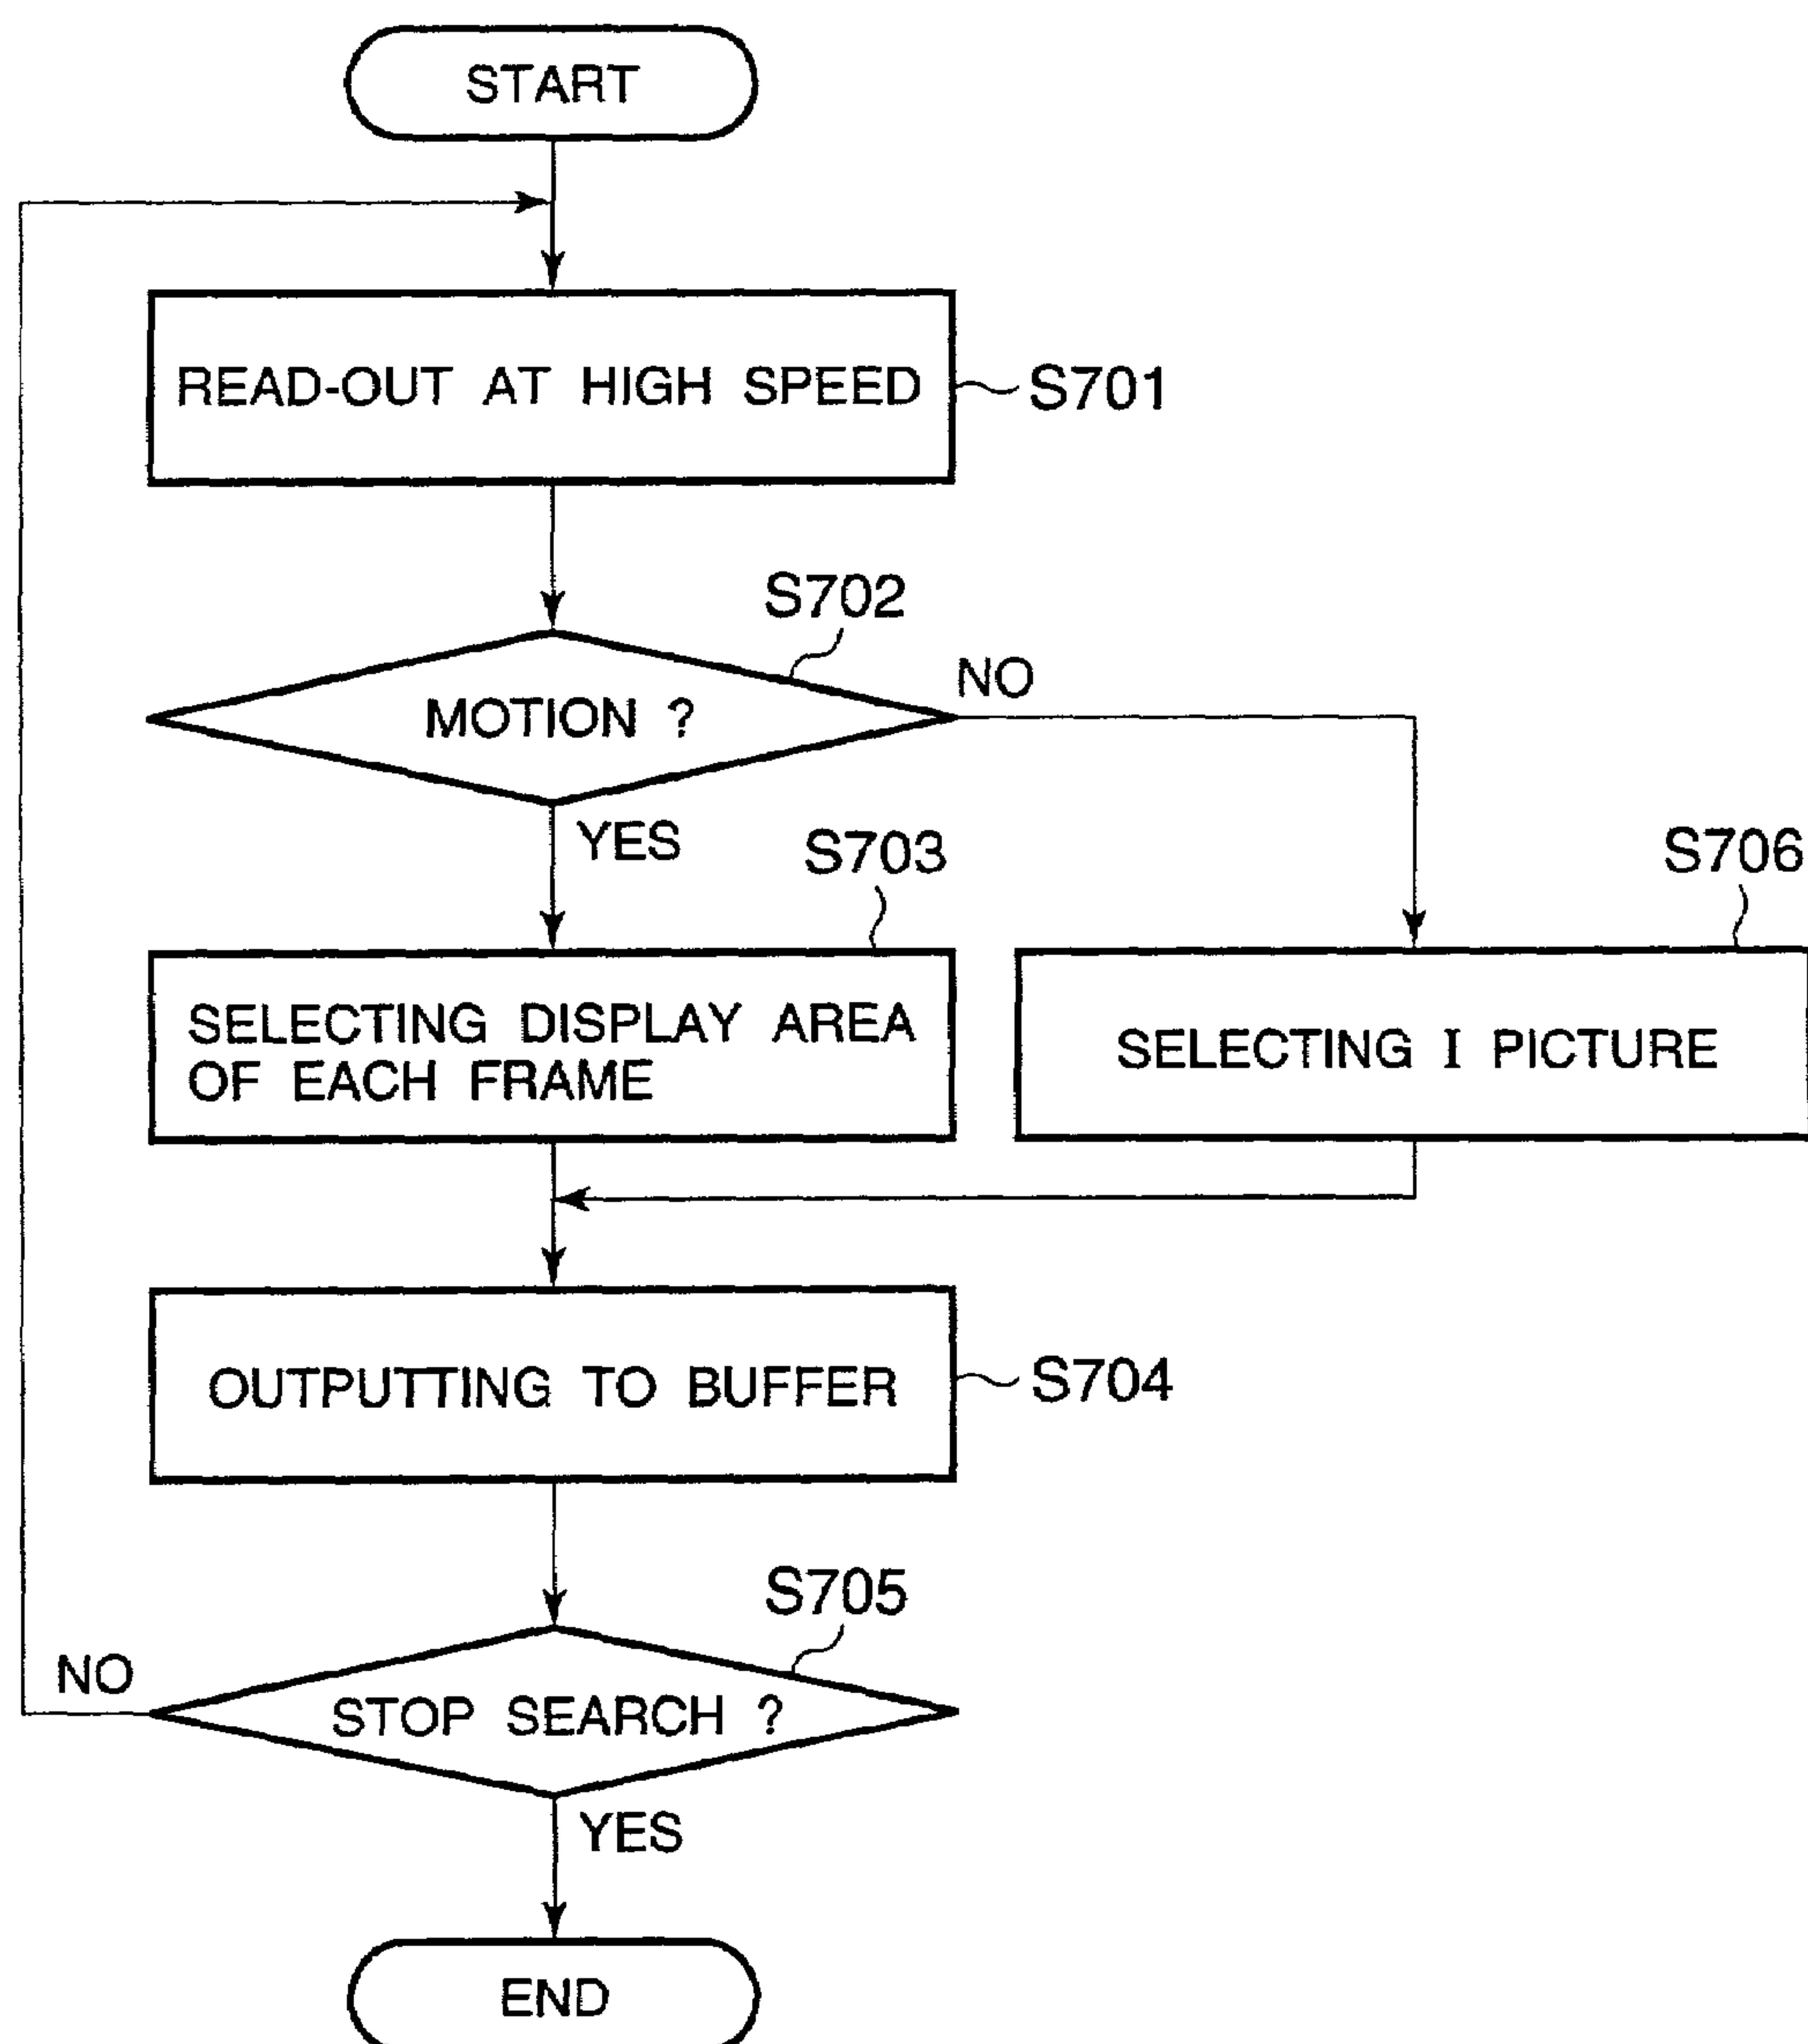 START
READ-OUT AT HIGH SPEED
S701
S702
MOTION ?
NO
YES
S703
S706
SELECTING DISPLAY AREA
OF EACH FRAME
SELECTING I PICTURE
OUTPUTTING TO BUFFER
S704
S705
NO
STOP SEARCH ?
YES
END